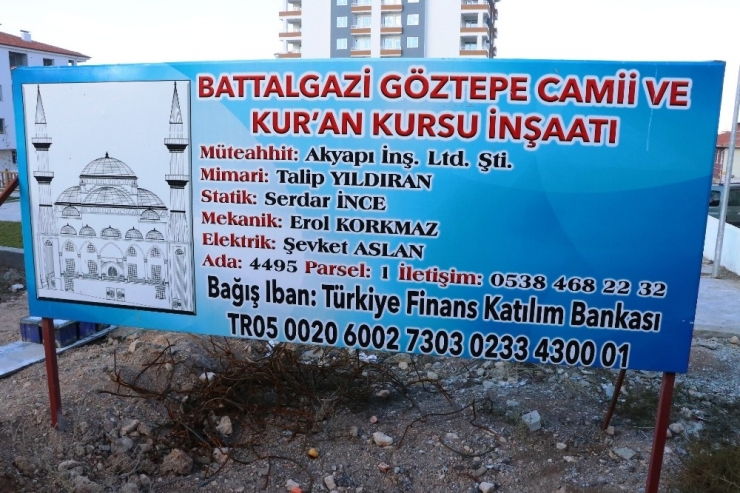 BATTALGAZİ GÖZTEPE CAMİİ VE
KUR'AN KURSU İNŞAATI
Müteahhit: Akyapı İnş. Ltd. Şti.
Mimari: Talip YILDIRAN
Statik: Serdar İNCE
Mekanik: Erol KORKMAZ
Elektrik: Şevket ASLAN
Ada: 4495 Parsel: 1 İletişim: 0538 468 22 32
Bağış Iban: Türkiye Finans Katılım Bankası
TR05 0020 6002 7303 0233 4300 01